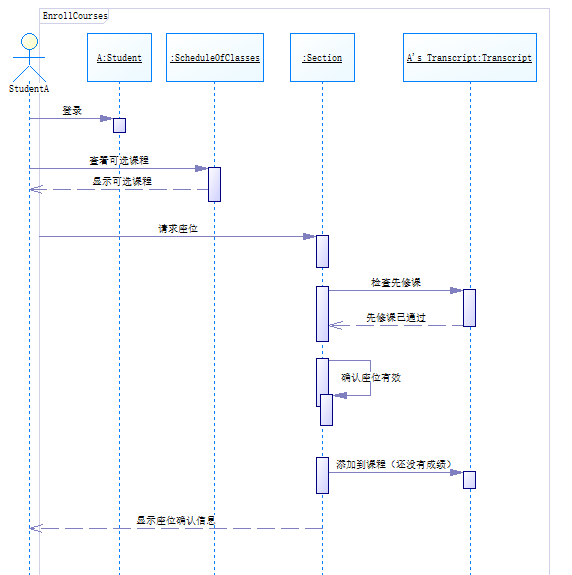 EnrollCourses
A:Student
:ScheduleOfClasses
:Section
A's Transcript:Transcript
StudentA
登录
查看可选课程
显示可选课程
请求座位
检查先修课
先修课已通过
确认座位有效
添加到课程（还没有成绩）
显示座位确认信息